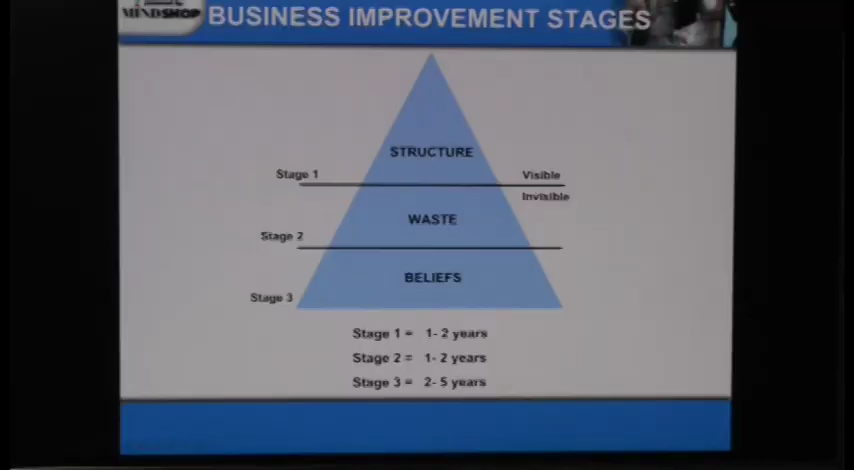 MINDSHOP
BUSINESS IMPROVEMENT STAGES
STRUCTURE
Stage 1
Visible
Invisible
WASTE
Stage 2
BELIEFS
Stage 3
Stage 1 = 1- 2 years
Stage 2 = 1- 2 years
Stage 3 = 2- 5 years